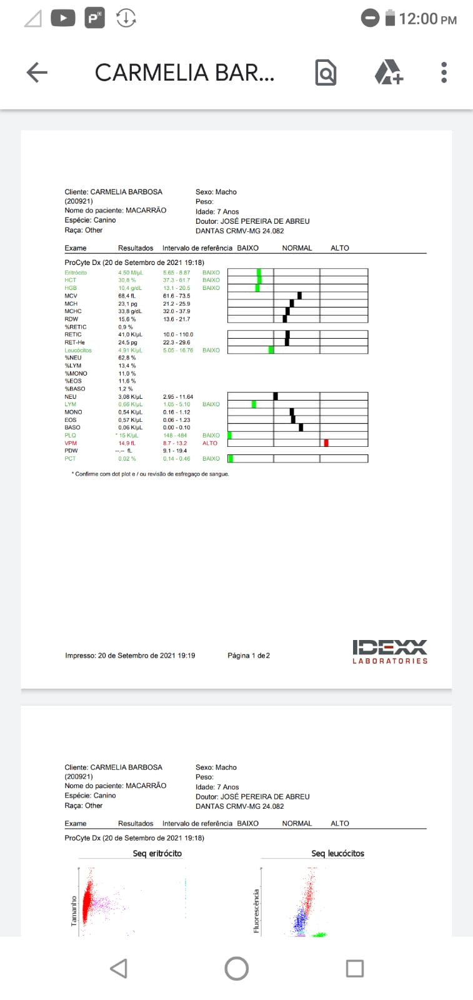 12:00 PM
CARMELIA BAR...
Cliente: CARMELIA BARBOSA Sexo: Macho
(200921) Peso:
Nome do paciente: MACARRÃO Idade: 7 Anos
Espécie: Canino Doutor: JOSÉ PEREIRA DE ABREU
Raça: Other DANTAS CRMV-MG 24.082
Exame Resultados Intervalo de referência BAIXO NORMAL ALTO
ProCyte Dx (20 de Setembro de 2021 19:18)
Eritrócito 4.50 M/µL 5.65 - 8.87 BAIXO
HCT 30,8 % 37.3 - 61.7 BAIXO
HGB 10,4 g/dL 13.1 - 20.5 BAIXO
MCV 68,4 fL 61.6 - 73.5
MCH 23,1 pg 21.2 - 25.9
MCHC 33,8 g/dL 32.0 - 37.9
RDW 15,6 % 13.6 - 21.7
%RETIC 0,9 %
RETIC 41,0 K/µL 10.0 - 110.0
RET-He 24,5 pg 22.3 - 29.6
Leucócitos 4,91 K/µL 5.05 - 16.76 BAIXO
%NEU 62,8 %
%LYM 13,4 %
%MONO 11,0 %
%EOS 11,6 %
%BASO 1,2 %
NEU 3,08 K/µL 2.95 - 11.64
LYM 0,66 K/µL 1.05 - 5.10 BAIXO
MONO 0,54 K/µL 0.16 - 1.12
EOS 0,57 K/µL 0.06 - 1.23
BASO 0,06 K/µL 0.00 - 0.10
PLQ * 15 K/µL 148 - 484 BAIXO
VPM 14,9 fL 8.7 - 13.2 ALTO
PDW --.-- fL 9.1 - 19.4
PCT 0,02 % 0.14 - 0.46 BAIXO
* Confirme com dot plot e / ou revisão de esfregaço de sangue.
Impresso: 20 de Setembro de 2021 19:19 Página 1 de 2
IDEXX
LABORATORIES
Cliente: CARMELIA BARBOSA Sexo: Macho
(200921) Peso:
Nome do paciente: MACARRÃO Idade: 7 Anos
Espécie: Canino Doutor: JOSÉ PEREIRA DE ABREU
Raça: Other DANTAS CRMV-MG 24.082
Exame Resultados Intervalo de referência BAIXO NORMAL ALTO
ProCyte Dx (20 de Setembro de 2021 19:18)
Seq eritrócito Seq leucócitos
Tamanho Fluorescência